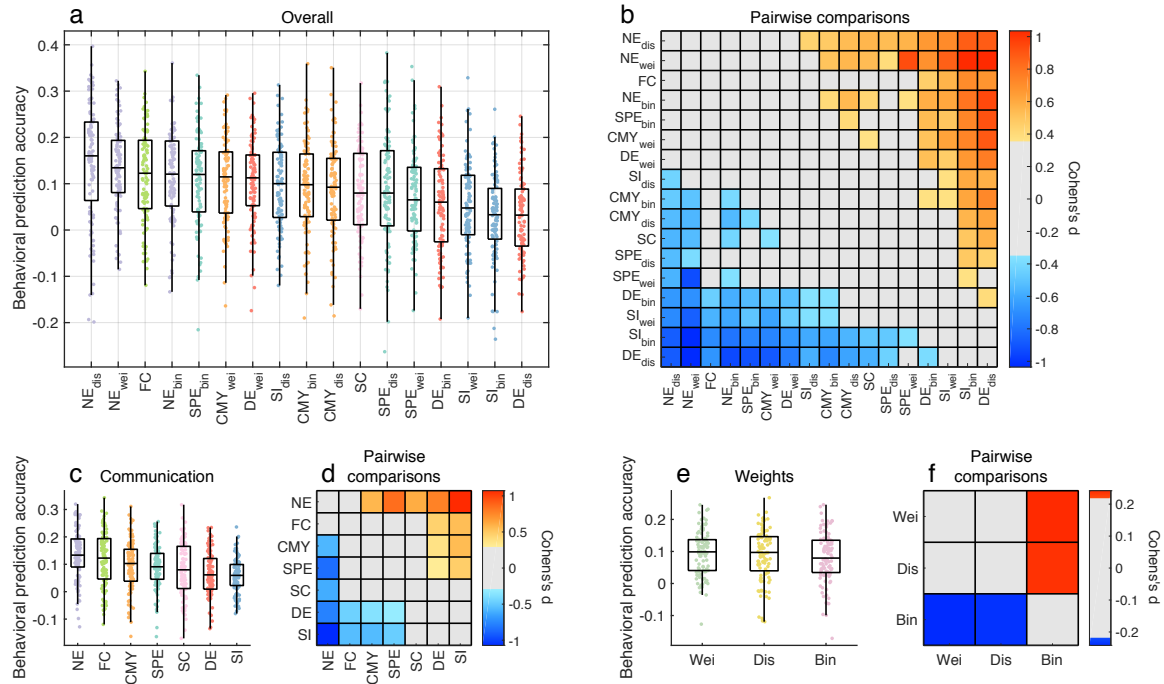 a
Overall
Behavioral prediction accuracy
0.4
0.3
0.2
0.1
0
-0.1
-0.2
NEdis
NEwei
FC
NEbin
SPEbin
CMYwei
DEwei
SIdis
CMYbin
CMYdis
SC
SPEdis
SPEwei
DEbin
SIwei
SIbin
DEdis
b
Pairwise comparisons
NEdis
NEwei
FC
NEbin
SPEbin
CMYwei
DEwei
SIdis
CMYbin
CMYdis
SC
SPEdis
SPEwei
DEbin
SIwei
SIbin
DEdis
NEdis
NEwei
FC
NEbin
SPEbin
CMYwei
DEwei
SIdis
CMYbin
CMYdis
SC
SPEdis
SPEwei
DEbin
SIwei
SIbin
DEdis
1
0.8
0.6
0.4
0.2
0
-0.2
-0.4
-0.6
-0.8
-1
Cohens's d
c
Communication
Behavioral prediction accuracy
0.3
0.2
0.1
0
-0.1
NE
FC
CMY
SPE
SC
DE
SI
d
Pairwise
comparisons
NE
FC
CMY
SPE
SC
DE
SI
NE
FC
CMY
SPE
SC
DE
SI
1
0.5
0
-0.5
-1
Cohens's d
e
Weights
Behavioral prediction accuracy
0.2
0.1
0
-0.1
Wei
Dis
Bin
f
Pairwise
comparisons
Wei
Dis
Bin
Wei
Dis
Bin
0.2
0.1
0
-0.1
-0.2
Cohens's d